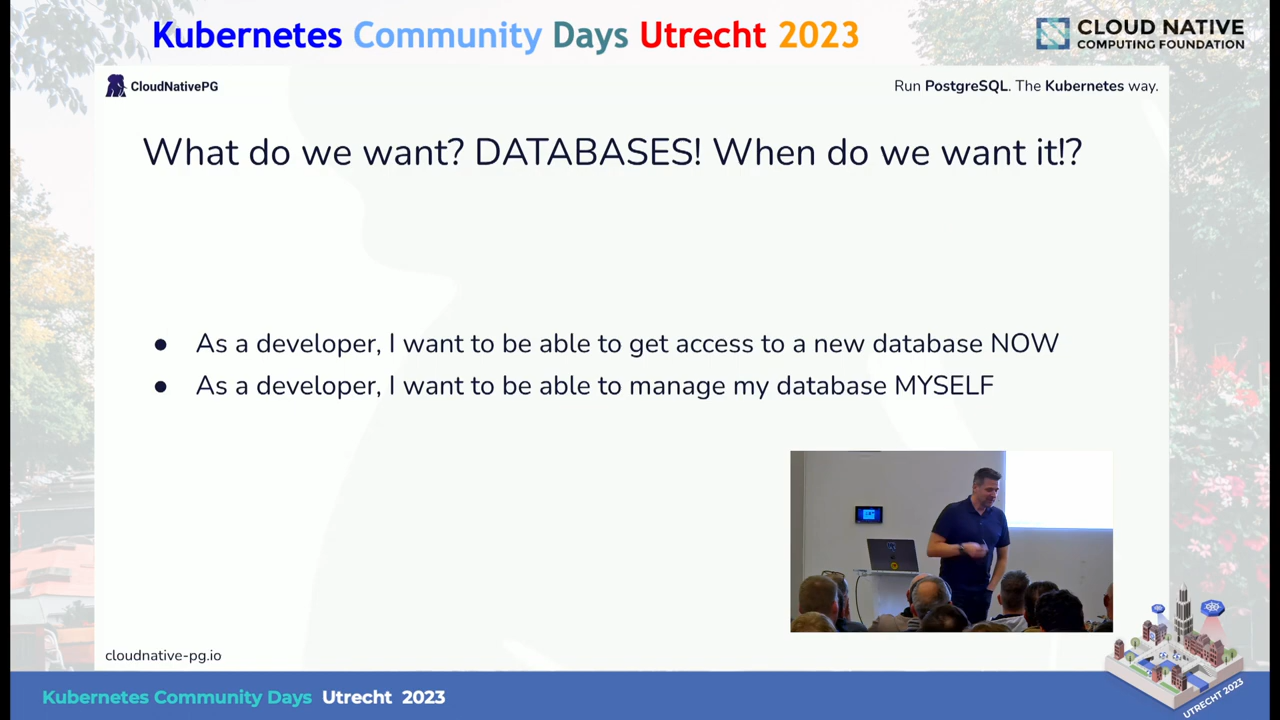 Kubernetes Community Days Utrecht 2023
CLOUD NATIVE
COMPUTING FOUNDATION
CloudNativePG
Run PostgreSQL. The Kubernetes way.
What do we want? DATABASES! When do we want it!?
● As a developer, I want to be able to get access to a new database NOW
● As a developer, I want to be able to manage my database MYSELF
cloudnative-pg.io
Kubernetes Community Days Utrecht 2023
UTRECHT 2023